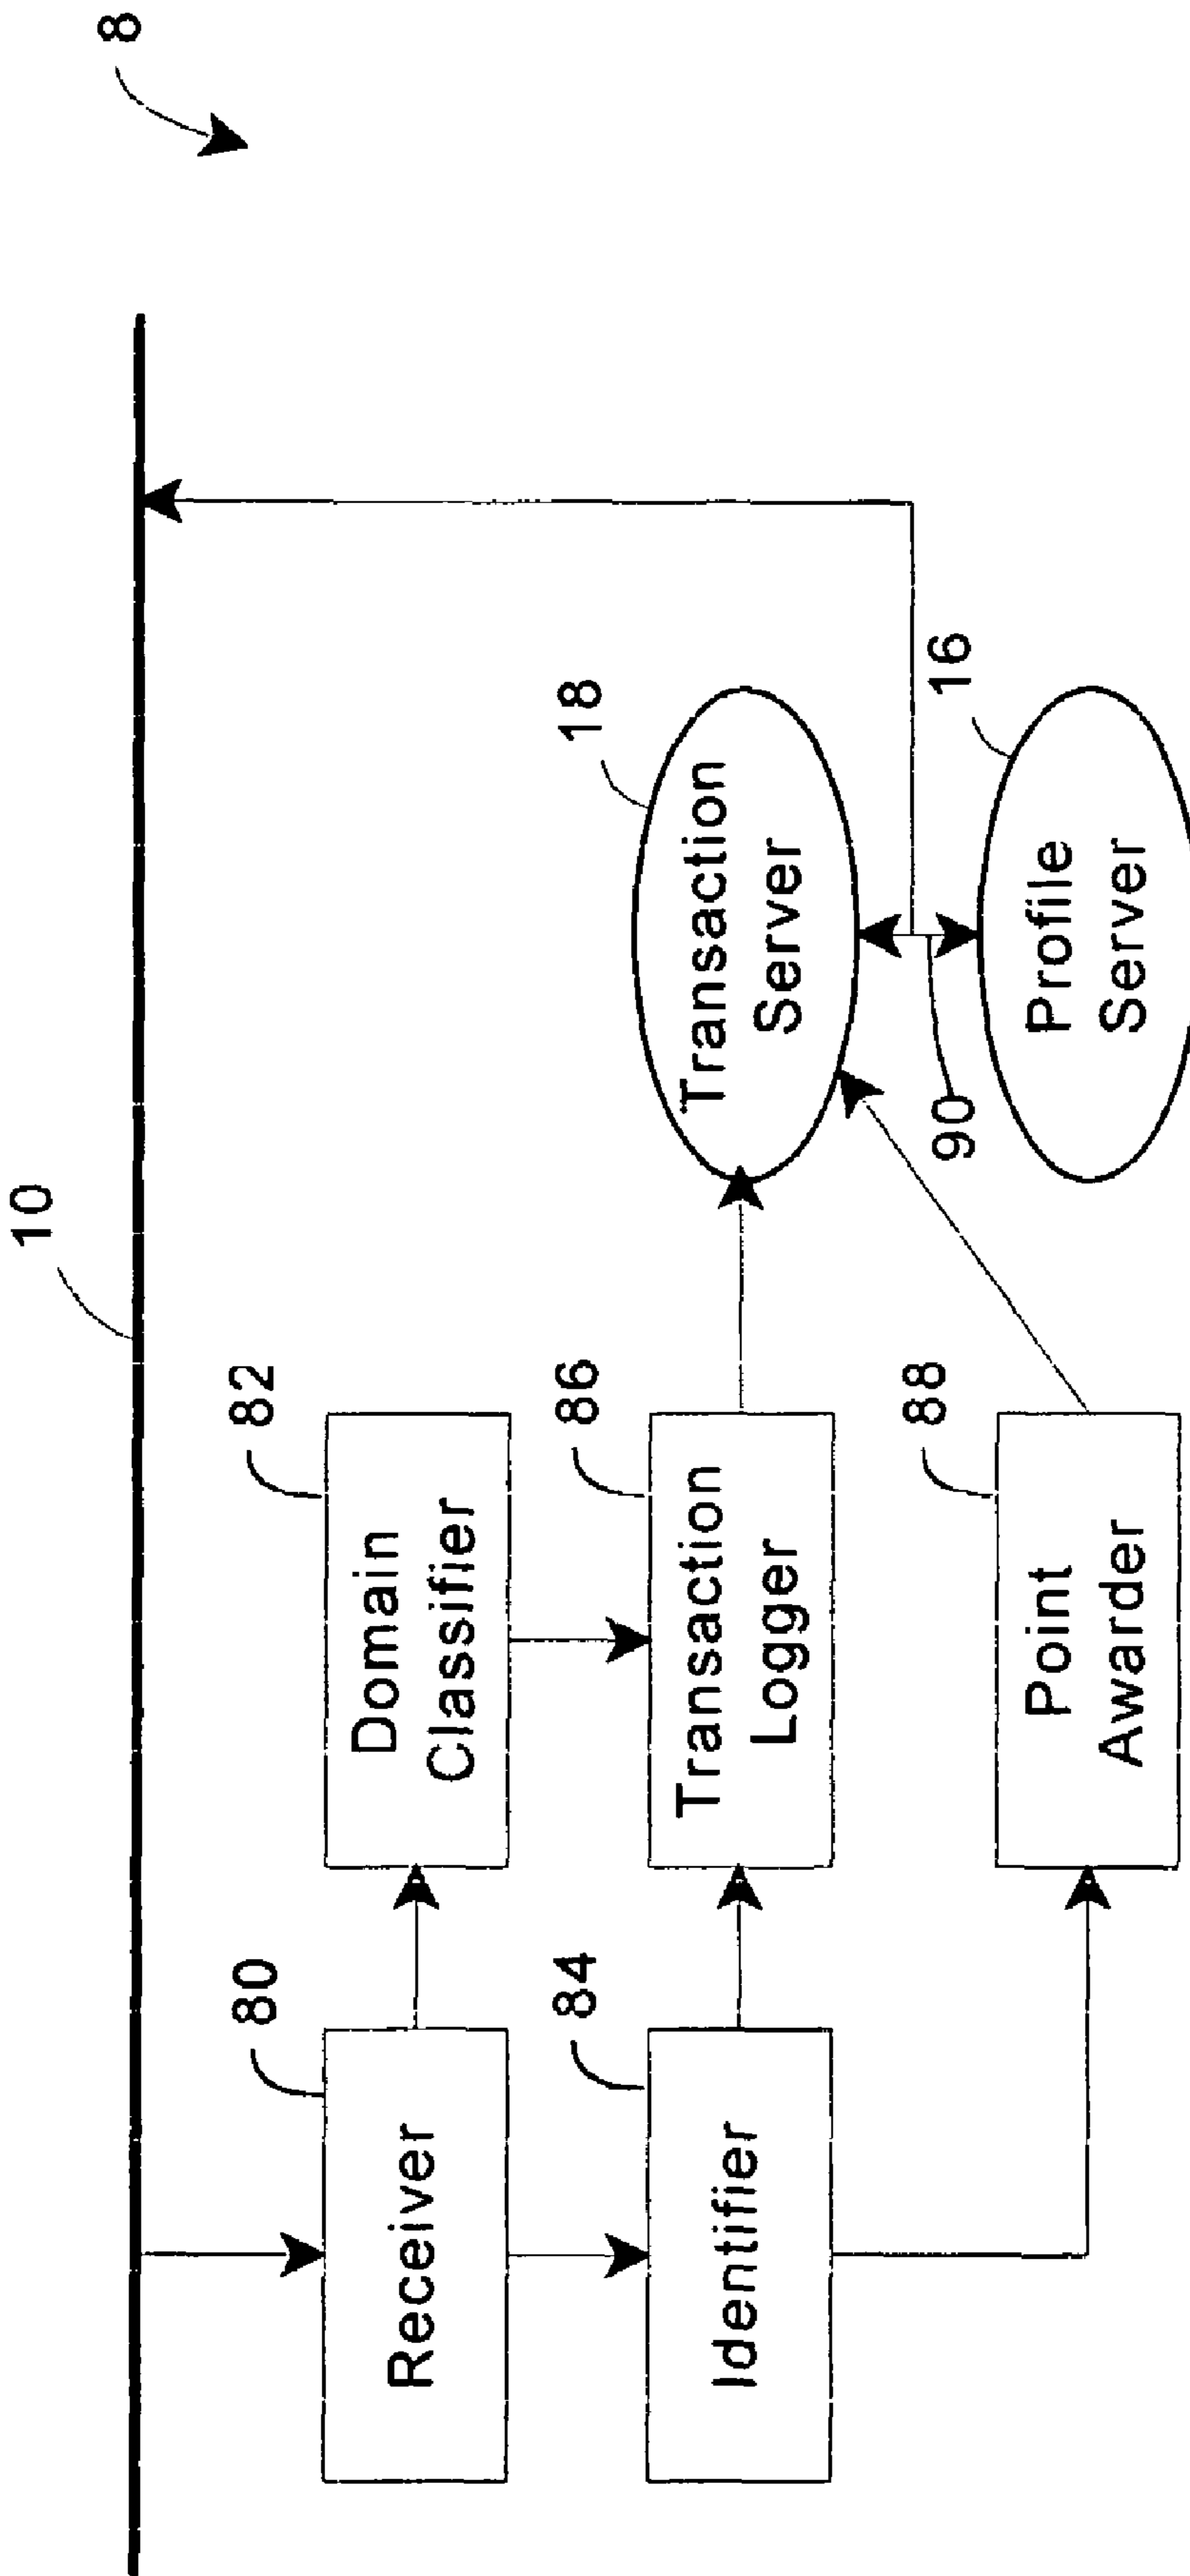 8
10
80
Receiver
82
Domain
Classifier
84
Identifier
86
Transaction
Logger
18
Transaction
Server
88
Point
Awarder
90
16
Profile
Server